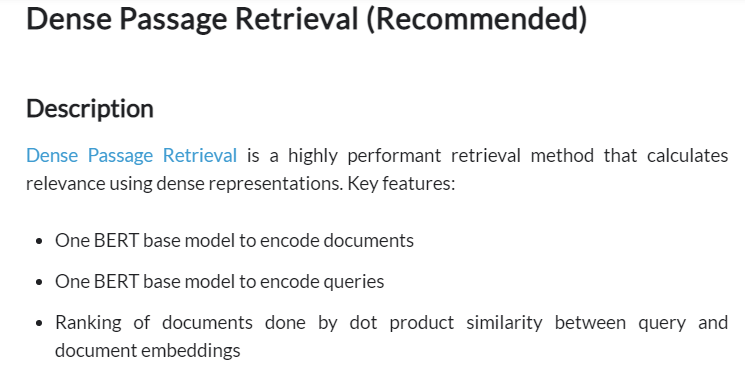 Dense Passage Retrieval (Recommended)
Description
Dense Passage Retrieval is a highly performant retrieval method that calculates
relevance using dense representations. Key features:
• One BERT base model to encode documents
• One BERT base model to encode queries
• Ranking of documents done by dot product similarity between query and
document embeddings